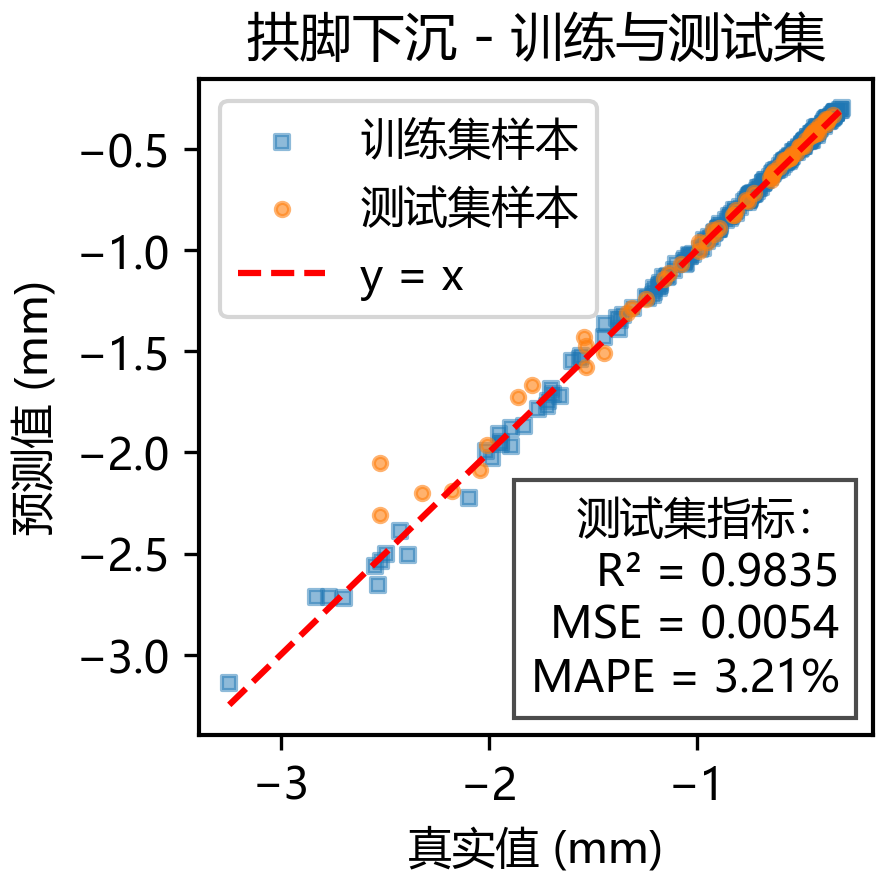 拱脚下沉 - 训练与测试集
训练集样本
测试集样本
y = x
−0.5
−1.0
−1.5
−2.0
−2.5
−3.0
预测值 (mm)
测试集指标：
R² = 0.9835
MSE = 0.0054
MAPE = 3.21%
−3
−2
−1
真实值 (mm)